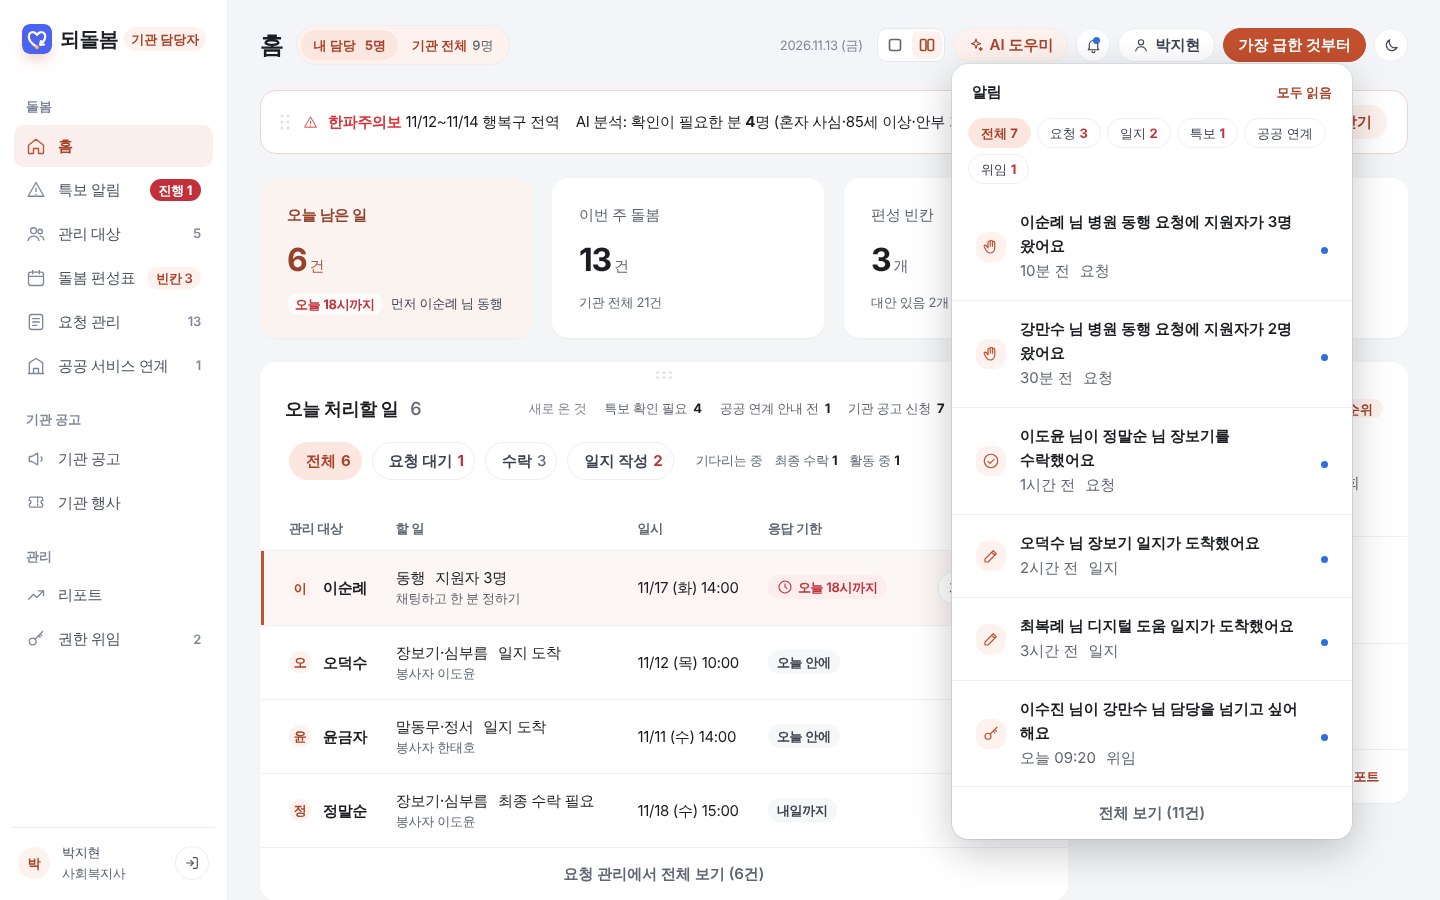 되돌봄 기관 담당자
돌봄
홈
특보 알림 진행 1
관리 대상 5
돌봄 편성표 빈칸 3
요청 관리 13
공공 서비스 연계 1
기관 공고
기관 공고
기관 행사
관리
리포트
권한 위임 2
박 박지현
사회복지사
홈 내 담당 5명 기관 전체 9명
2026.11.13 (금) AI 도우미 박지현 가장 급한 것부터
한파주의보 11/12~11/14 행복구 전역 AI 분석: 확인이 필요한 분 4명 (혼자 사심·85세 이상·안부
오늘 남은 일
6건
오늘 18시까지 먼저 이순례 님 동행
이번 주 돌봄
13건
기관 전체 21건
편성 빈칸
3개
대안 있음 2개
오늘 처리할 일 6
새로 온 것 특보 확인 필요 4 공공 연계 안내 전 1 기관 공고 신청 7
전체 6 요청 대기 1 수락 3 일지 작성 2 기다리는 중 최종 수락 1 활동 중 1
관리 대상 할 일 일시 응답 기한
이 이순례 동행 지원자 3명 11/17 (화) 14:00 오늘 18시까지
채팅하고 한 분 정하기
오 오덕수 장보기·심부름 일지 도착 11/12 (목) 10:00 오늘 안에
봉사자 이도윤
윤 윤금자 말동무·정서 일지 도착 11/11 (수) 14:00 오늘 안에
봉사자 한태호
정 정말순 장보기·심부름 최종 수락 필요 11/18 (수) 15:00 내일까지
봉사자 이도윤
요청 관리에서 전체 보기 (6건)
알림 모두 읽음
전체 7 요청 3 일지 2 특보 1 공공 연계
위임 1
이순례 님 병원 동행 요청에 지원자가 3명
왔어요
10분 전 요청
강만수 님 병원 동행 요청에 지원자가 2명
왔어요
30분 전 요청
이도윤 님이 정말순 님 장보기를
수락했어요
1시간 전 요청
오덕수 님 장보기 일지가 도착했어요
2시간 전 일지
최복례 님 디지털 도움 일지가 도착했어요
3시간 전 일지
이수진 님이 강만수 님 담당을 넘기고 싶어
해요
오늘 09:20 위임
전체 보기 (11건)